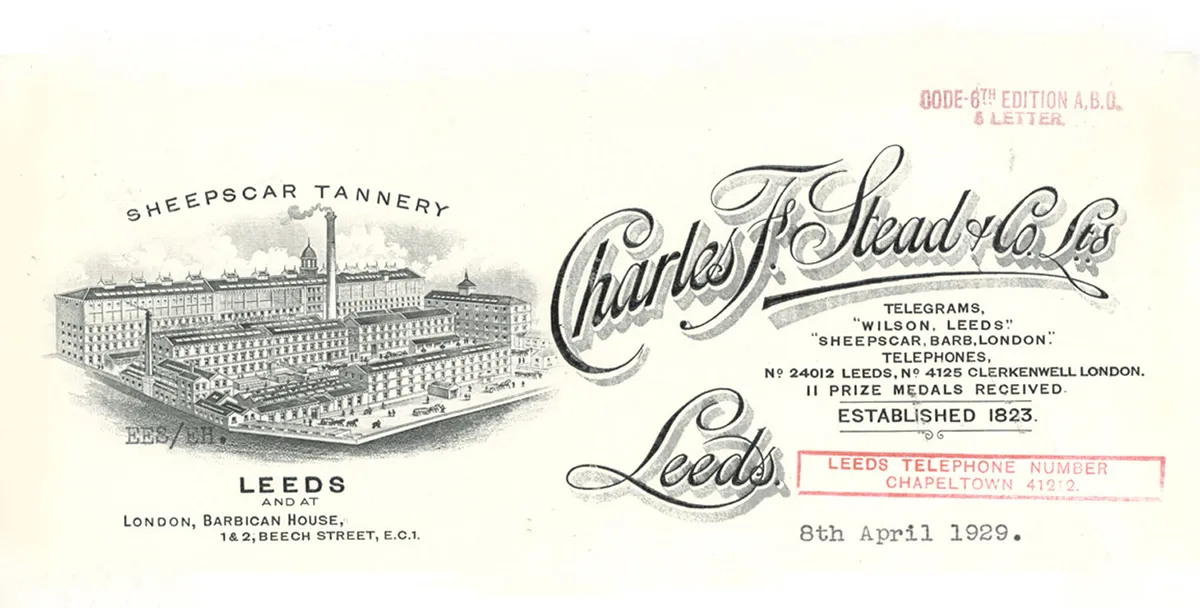 CODE-6TH EDITION A.B.C.
5 LETTER.
SHEEPSCAR TANNERY
Charles F. Stead & Co. Ltd
TELEGRAMS,
"WILSON, LEEDS".
"SHEEPSCAR, BARB, LONDON".
TELEPHONES,
No 24012 LEEDS, No 4125 CLERKENWELL LONDON.
11 PRIZE MEDALS RECEIVED.
ESTABLISHED 1823.
Leeds.
EES/EH.
LEEDS TELEPHONE NUMBER
CHAPELTOWN 41212.
LEEDS
AND AT
LONDON, BARBICAN HOUSE,
1 & 2, BEECH STREET, E.C.1.
8th April 1929.